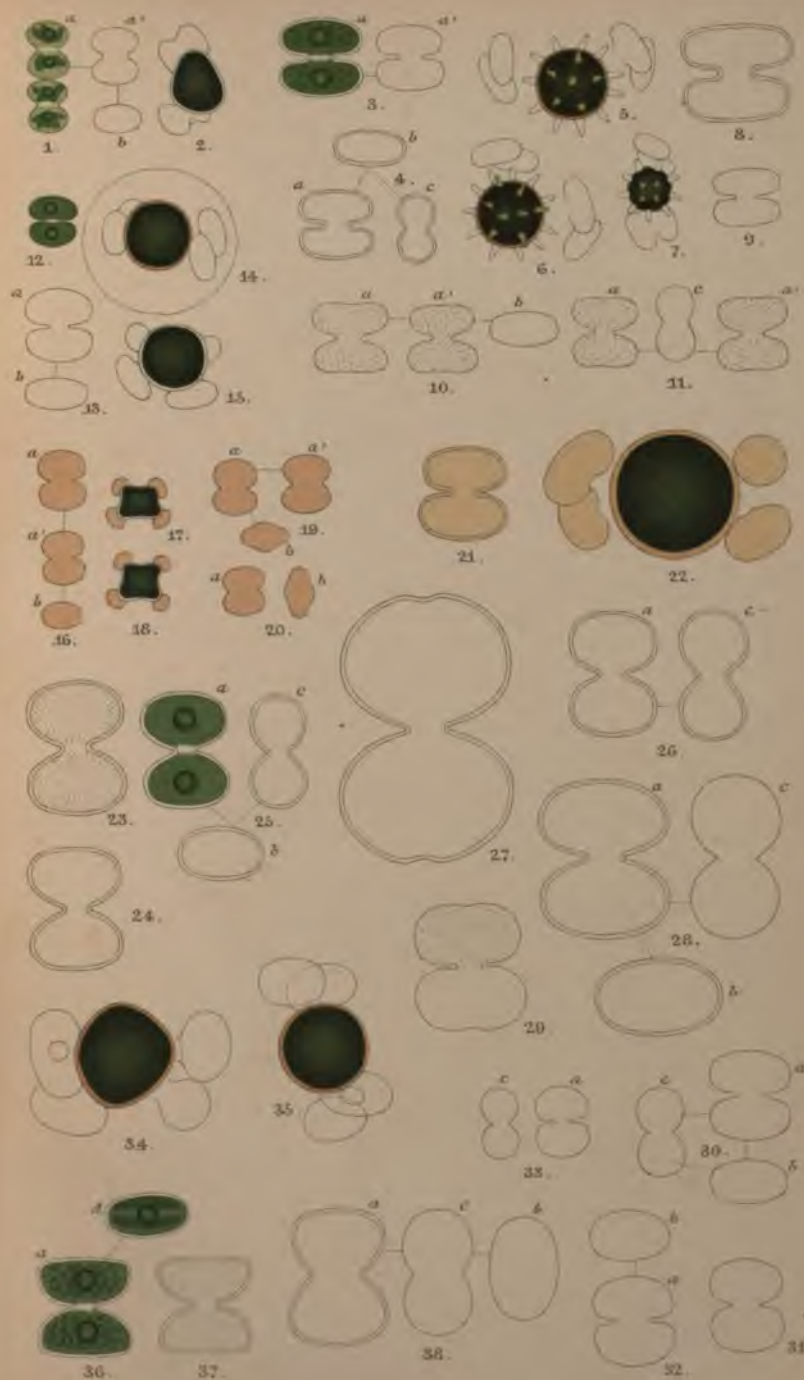 a a' a a'
1. b 2. 3. 5. 8.
b
a 4. c
12. 14. 6. 7. 9.
a a a' b a c a'
b 13. 15. 10. 11.
a a a'
17. 19. b 21. 22.
a'
b a b
16. 18. 20.
a c
a c 26.
23. 25. 27. a c
b
24. 28.
29. b
34. 35 c a c a
33. 30. b
d
a a c b b
a
36. 37. 38. 32. 31